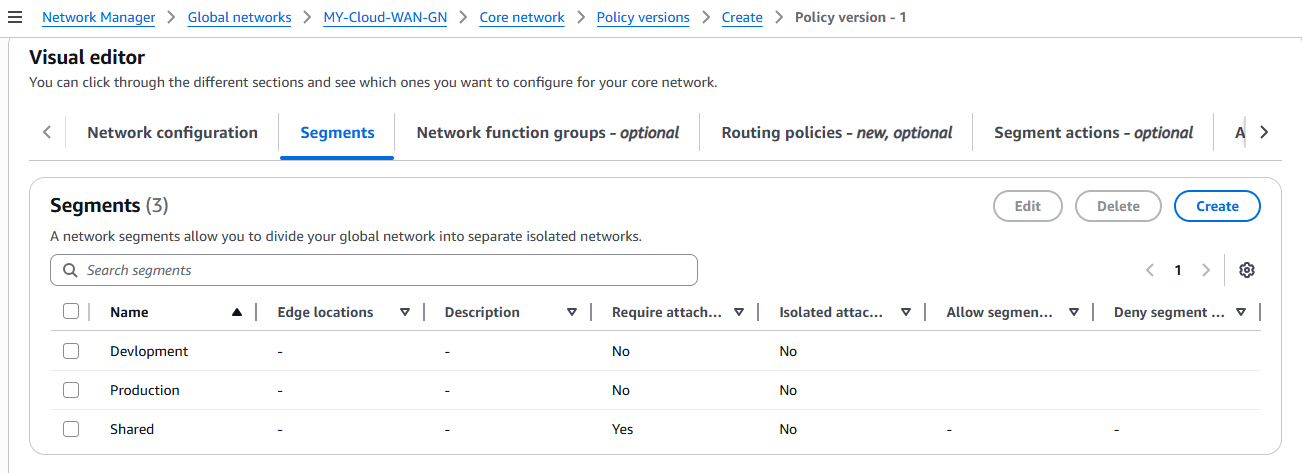 Network Manager > Global networks > MY-Cloud-WAN-GN > Core network > Policy versions > Create > Policy version - 1
Visual editor
You can click through the different sections and see which ones you want to configure for your core network.
Network configuration Segments Network function groups - optional Routing policies - new, optional Segment actions - optional A
Segments (3) Edit Delete Create
A network segments allow you to divide your global network into separate isolated networks.
Search segments 1
Name Edge locations Description Require attach... Isolated attac... Allow segmen... Deny segment ...
Devlopment - - No No
Production - - No No
Shared - - Yes No - -